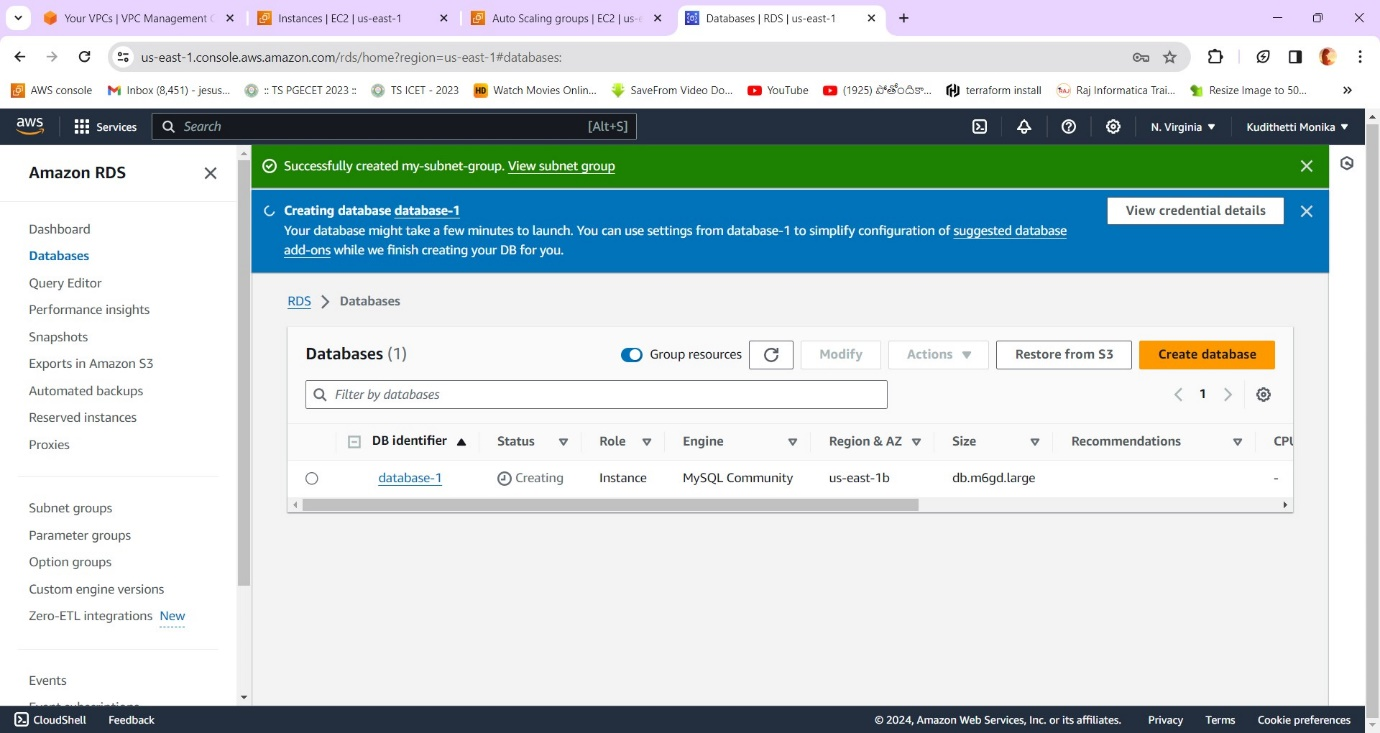 Your VPCs | VPC Management C
Instances | EC2 | us-east-1
Auto Scaling groups | EC2 | us-e
Databases | RDS | us-east-1
us-east-1.console.aws.amazon.com/rds/home?region=us-east-1#databases:
AWS console
Inbox (8,451) - jesus...
:: TS PGECET 2023 ::
TS ICET - 2023
HD Watch Movies Onlin...
SaveFrom Video Do...
YouTube
terraform install
Raj Informatica Trai...
Resize Image to 50...
»
aws
Services
Search
[Alt+S]
N. Virginia
Kudithetti Monika
Amazon RDS
Dashboard
Databases
Query Editor
Performance insights
Snapshots
Exports in Amazon S3
Automated backups
Reserved instances
Proxies
Subnet groups
Parameter groups
Option groups
Custom engine versions
Zero-ETL integrations New
Events
Successfully created my-subnet-group. View subnet group
Creating database database-1
View credential details
Your database might take a few minutes to launch. You can use settings from database-1 to simplify configuration of suggested database
add-ons while we finish creating your DB for you.
RDS > Databases
Databases (1)
Group resources
Modify
Actions
Restore from S3
Create database
Filter by databases
1
DB identifier Status Role Engine Region & AZ Size Recommendations CPU
database-1 Creating Instance MySQL Community us-east-1b db.m6gd.large -
CloudShell
Feedback
© 2024, Amazon Web Services, Inc. or its affiliates.
Privacy
Terms
Cookie preferences